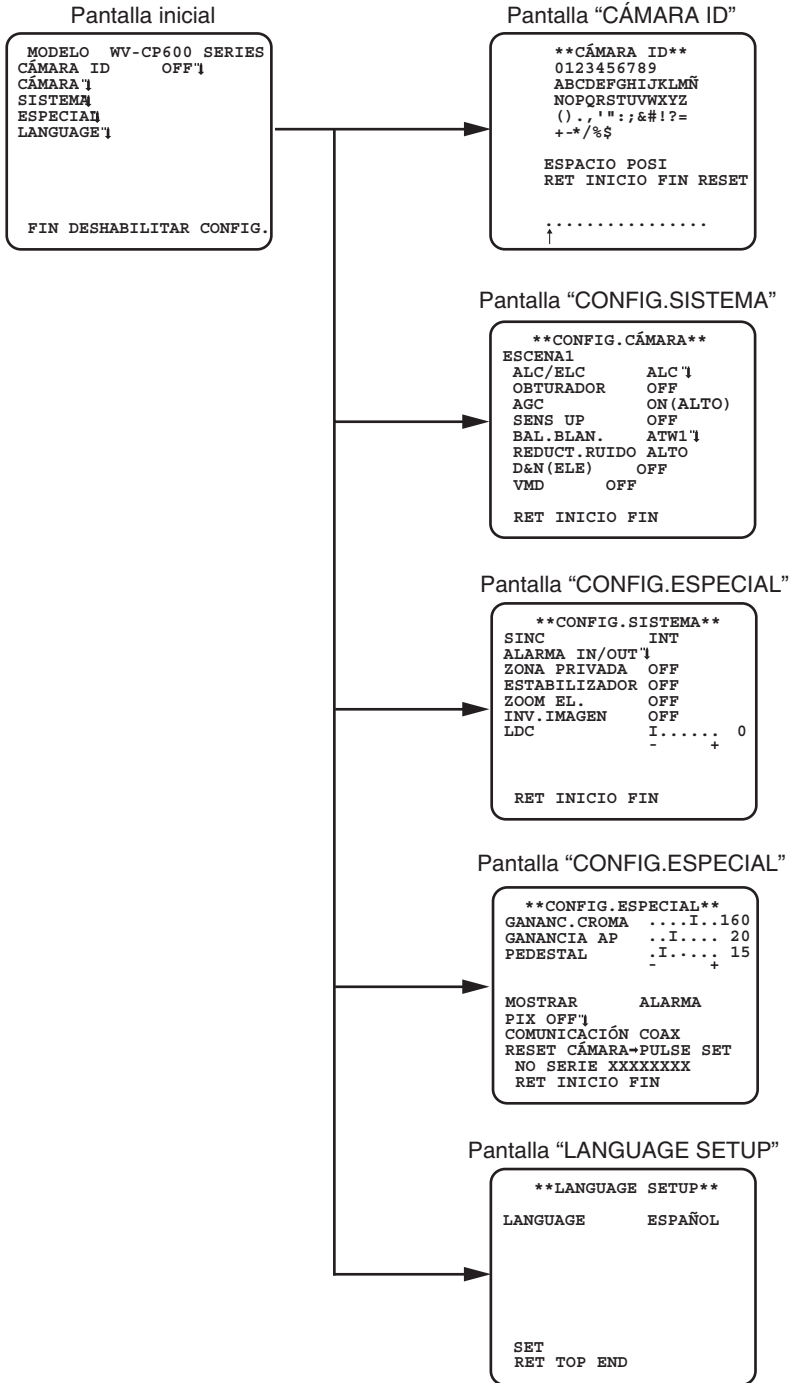 Pantalla inicial
MODELO WV-CP600 SERIES
CÁMARA ID OFF
CÁMARA
SISTEMA
ESPECIAL
LANGUAGE
FIN DESHABILITAR CONFIG.
Pantalla “CÁMARA ID”
**CÁMARA ID**
0123456789
ABCDEFGHIJKLMÑ
NOPQRSTUVWXYZ
().,'":;&#!?=
+-*/%$
ESPACIO POSI
RET INICIO FIN RESET
................
↑
Pantalla “CONFIG.SISTEMA”
**CONFIG.CÁMARA**
ESCENA1
ALC/ELC ALC
OBTURADOR OFF
AGC ON(ALTO)
SENS UP OFF
BAL.BLAN. ATW1
REDUCT.RUIDO ALTO
D&N(ELE) OFF
VMD OFF
RET INICIO FIN
Pantalla “CONFIG.ESPECIAL”
**CONFIG.SISTEMA**
SINC INT
ALARMA IN/OUT
ZONA PRIVADA OFF
ESTABILIZADOR OFF
ZOOM EL. OFF
INV.IMAGEN OFF
LDC I...... 0
- +
RET INICIO FIN
Pantalla “CONFIG.ESPECIAL”
**CONFIG.ESPECIAL**
GANANC.CROMA ....I..160
GANANCIA AP ..I.... 20
PEDESTAL .I..... 15
- +
MOSTRAR ALARMA
PIX OFF
COMUNICACIÓN COAX
RESET CÁMARA→PULSE SET
NO SERIE XXXXXXXX
RET INICIO FIN
Pantalla “LANGUAGE SETUP”
**LANGUAGE SETUP**
LANGUAGE ESPAÑOL
SET
RET TOP END